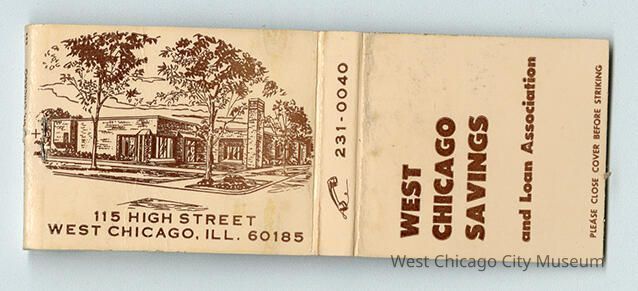 115 HIGH STREET
WEST CHICAGO, ILL. 60185
231-0040
WEST
CHICAGO
SAVINGS
and Loan Association
PLEASE CLOSE COVER BEFORE STRIKING
West Chicago City Museum